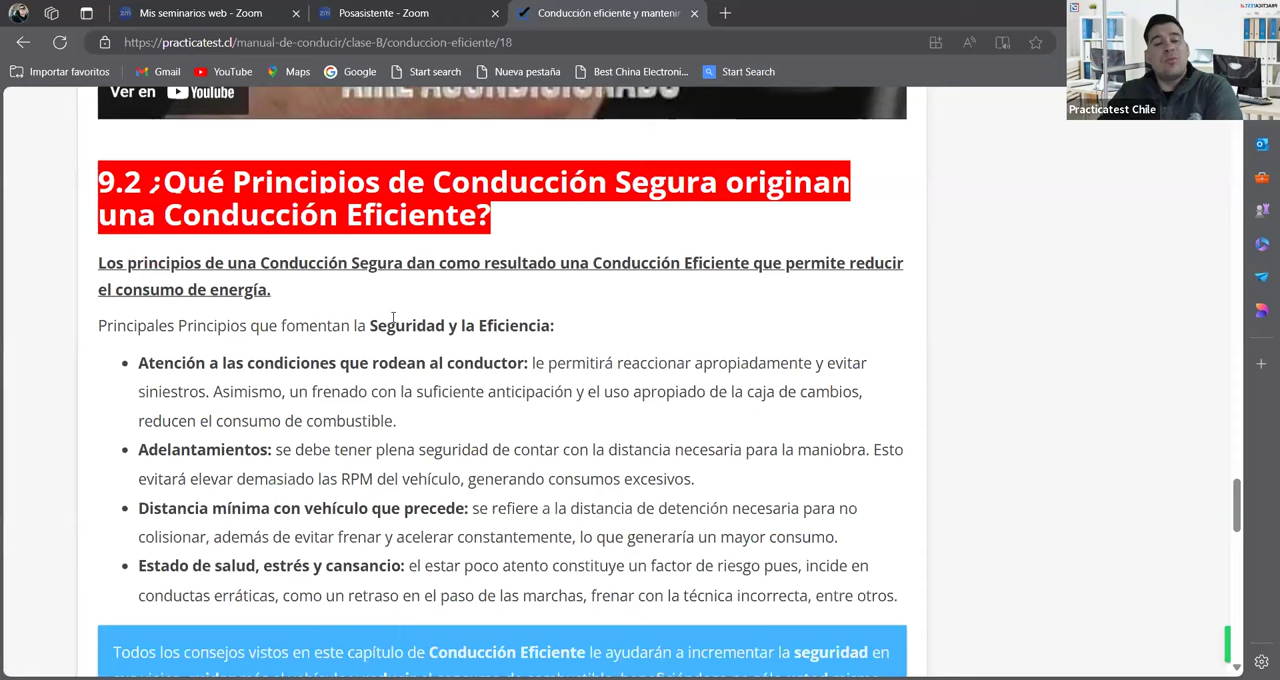 Mis seminarios web - Zoom
Posasistente - Zoom
Conducción eficiente y manteni
https://practicatest.cl/manual-de-conducir/clase-B/conduccion-eficiente/18
Importar favoritos
Gmail
YouTube
Maps
Google
Start search
Nueva pestaña
Best China Electroni...
Start Search
Practicatest Chile
Ver en YouTube
AIRE ACONDICIONADO
9.2 ¿Qué Principios de Conducción Segura originan
una Conducción Eficiente?
Los principios de una Conducción Segura dan como resultado una Conducción Eficiente que permite reducir
el consumo de energía.
Principales Principios que fomentan la Seguridad y la Eficiencia:
• Atención a las condiciones que rodean al conductor: le permitirá reaccionar apropiadamente y evitar
siniestros. Asimismo, un frenado con la suficiente anticipación y el uso apropiado de la caja de cambios,
reducen el consumo de combustible.
• Adelantamientos: se debe tener plena seguridad de contar con la distancia necesaria para la maniobra. Esto
evitará elevar demasiado las RPM del vehículo, generando consumos excesivos.
• Distancia mínima con vehículo que precede: se refiere a la distancia de detención necesaria para no
colisionar, además de evitar frenar y acelerar constantemente, lo que generaría un mayor consumo.
• Estado de salud, estrés y cansancio: el estar poco atento constituye un factor de riesgo pues, incide en
conductas erráticas, como un retraso en el paso de las marchas, frenar con la técnica incorrecta, entre otros.
Todos los consejos vistos en este capítulo de Conducción Eficiente le ayudarán a incrementar la seguridad en